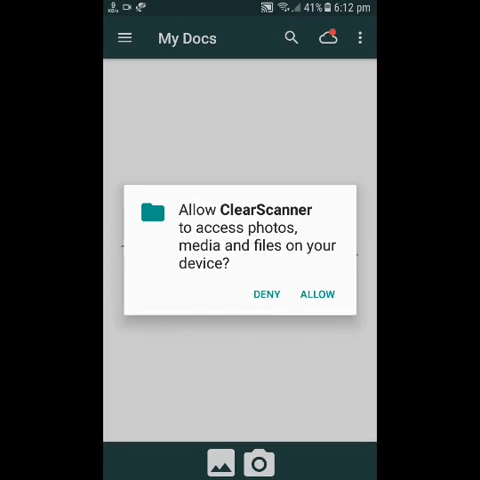 41% 6:12 pm
My Docs
Allow ClearScanner
to access photos,
media and files on your
device?
DENY ALLOW